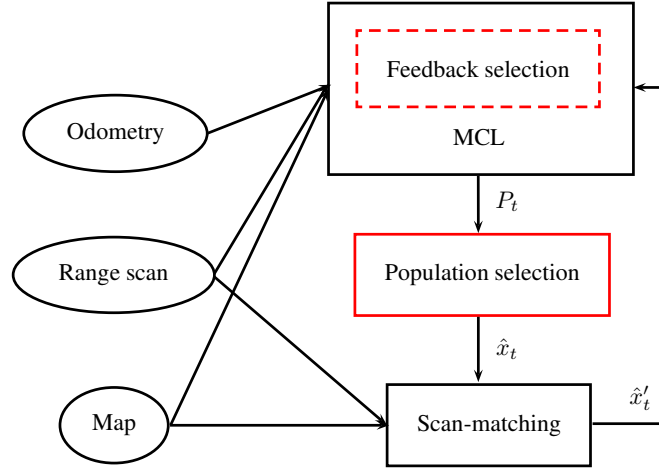 Feedback selection
Odometry
MCL
P_t
Range scan
Population selection
x̂_t
Map
Scan-matching
x̂'_t